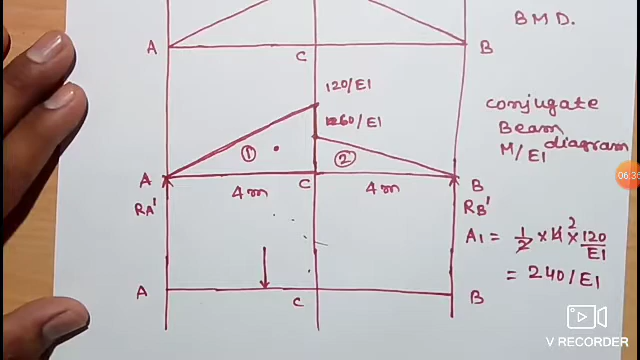 B M D.
A C B
120/EI
60/EI
conjugate
Beam
M/EI diagram
① ②
A 4m C 4m B
RA' RB'
A1 = 1/2 × 4 2 × 120/EI
= 240/EI
A C B
06:36
V RECORDER